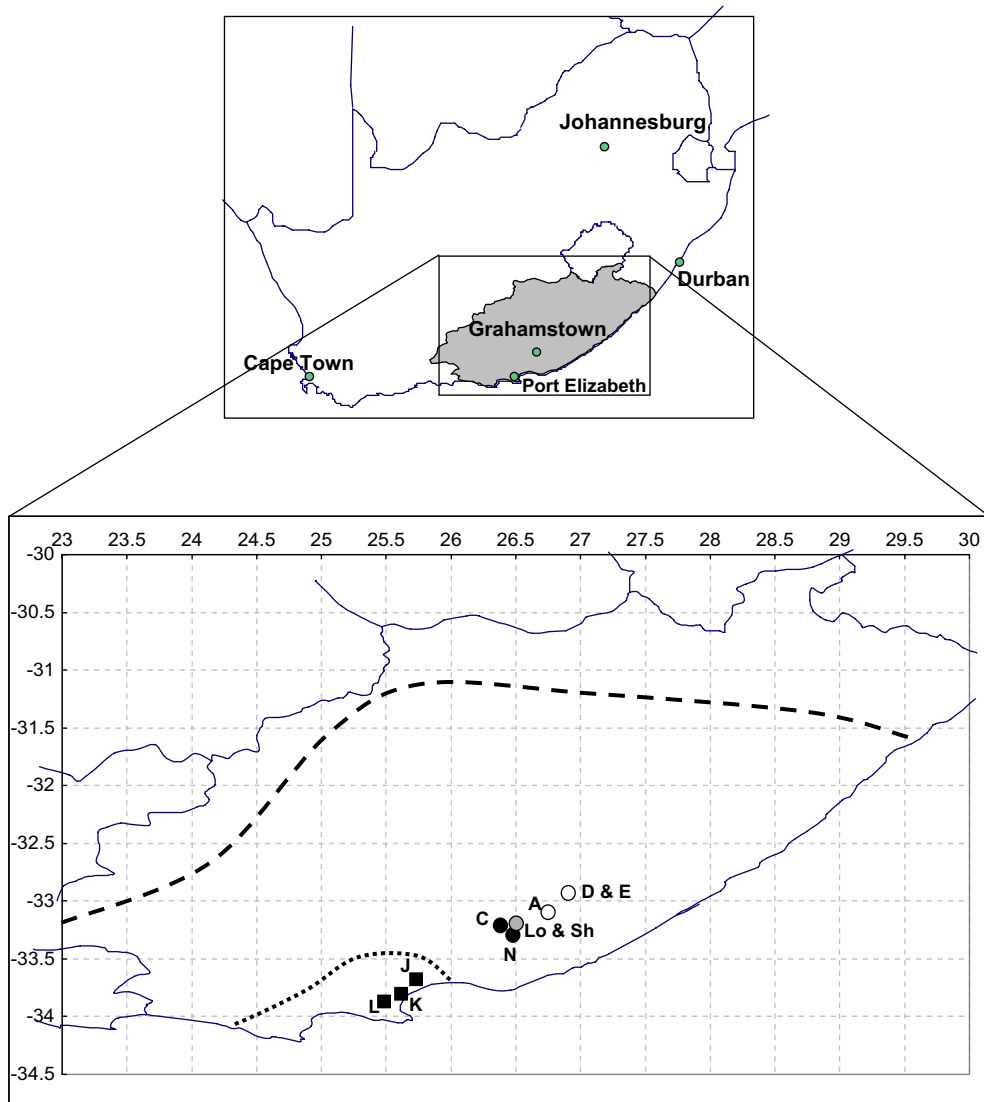 Johannesburg
Durban
Grahamstown
Cape Town
Port Elizabeth
23 23.5 24 24.5 25 25.5 26 26.5 27 27.5 28 28.5 29 29.5 30
-30
-30.5
-31
-31.5
-32
-32.5
-33
D & E
A
C
Lo & Sh
N
-33.5
J
L
K
-34
-34.5